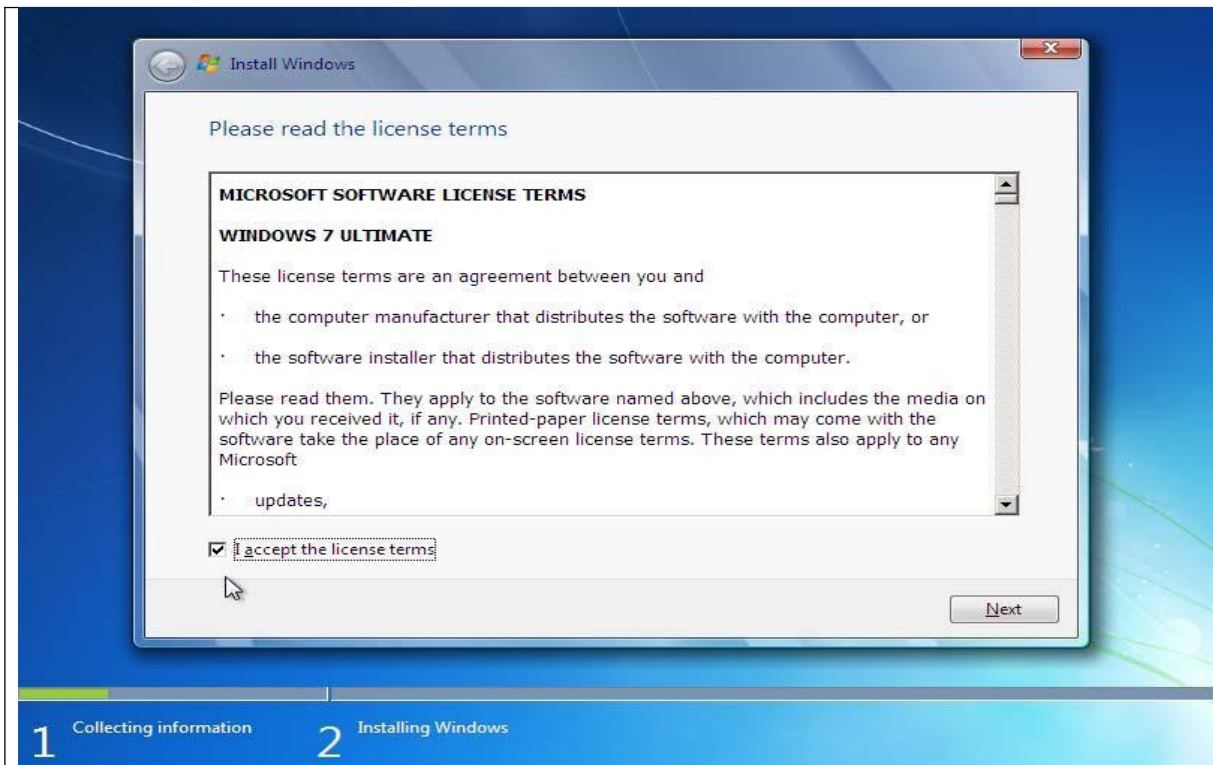 Install Windows
Please read the license terms
MICROSOFT SOFTWARE LICENSE TERMS
WINDOWS 7 ULTIMATE
These license terms are an agreement between you and
· the computer manufacturer that distributes the software with the computer, or
· the software installer that distributes the software with the computer.
Please read them. They apply to the software named above, which includes the media on
which you received it, if any. Printed-paper license terms, which may come with the
software take the place of any on-screen license terms. These terms also apply to any
Microsoft
· updates,
I accept the license terms
Next
1 Collecting information 2 Installing Windows